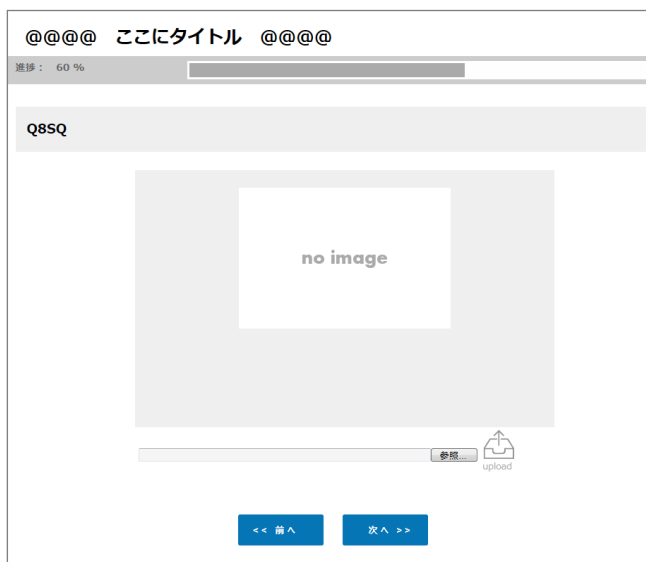 @@@@ ここにタイトル @@@@
進捗： 60 %
Q8SQ
no image
参照...
upload
<< 前へ
次へ >>